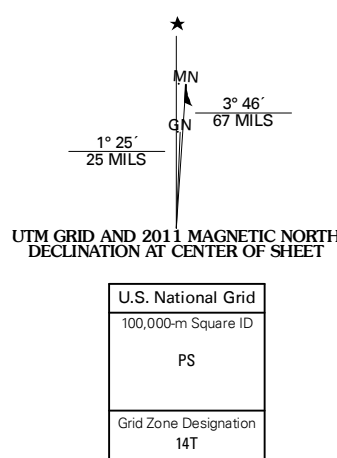 ★
MN
3° 46´
67 MILS
GN
1° 25´
25 MILS
UTM GRID AND 2011 MAGNETIC NORTH
DECLINATION AT CENTER OF SHEET
U.S. National Grid
100,000-m Square ID
PS
Grid Zone Designation
14T